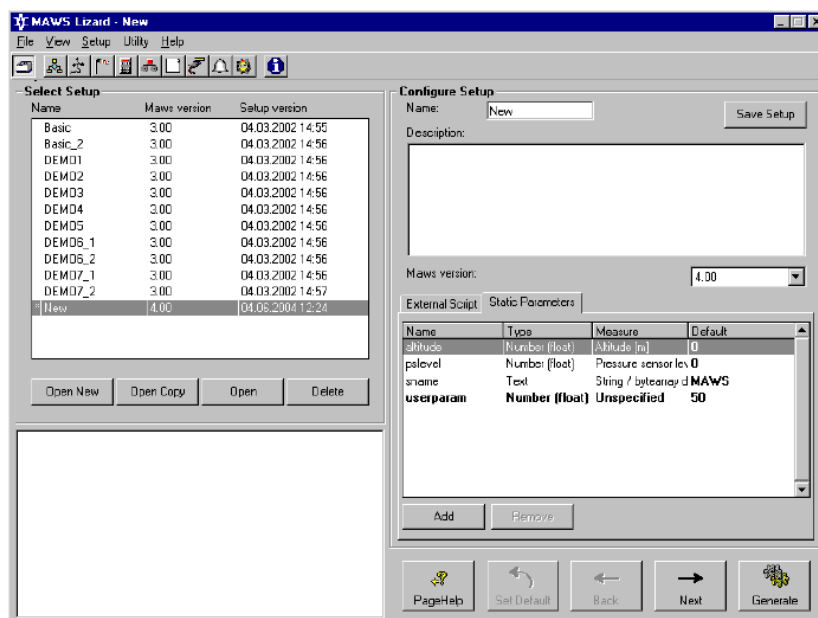 MAWS Lizard - New
File View Setup Utility Help
Select Setup
Name Maws version Setup version
Basic 3.00 04.03.2002 14:55
Basic_2 3.00 04.03.2002 14:56
DEMO1 3.00 04.03.2002 14:56
DEMO2 3.00 04.03.2002 14:56
DEMO3 3.00 04.03.2002 14:56
DEMO4 3.00 04.03.2002 14:56
DEMO5 3.00 04.03.2002 14:56
DEMO6_1 3.00 04.03.2002 14:56
DEMO6_2 3.00 04.03.2002 14:56
DEMO7_1 3.00 04.03.2002 14:56
DEMO7_2 3.00 04.03.2002 14:57
* New 4.00 04.06.2004 12:24
Open New Open Copy Open Delete
Configure Setup
Name: New Save Setup
Description:
Maws version: 4.00
External Script Static Parameters
Name Type Measure Default
altitude Number (float) Altitude [m] 0
pslevel Number (float) Pressure sensor lev 0
sname Text String / bytearray d MAWS
userparam Number (float) Unspecified 50
Add Remove
PageHelp Set Default Back Next Generate